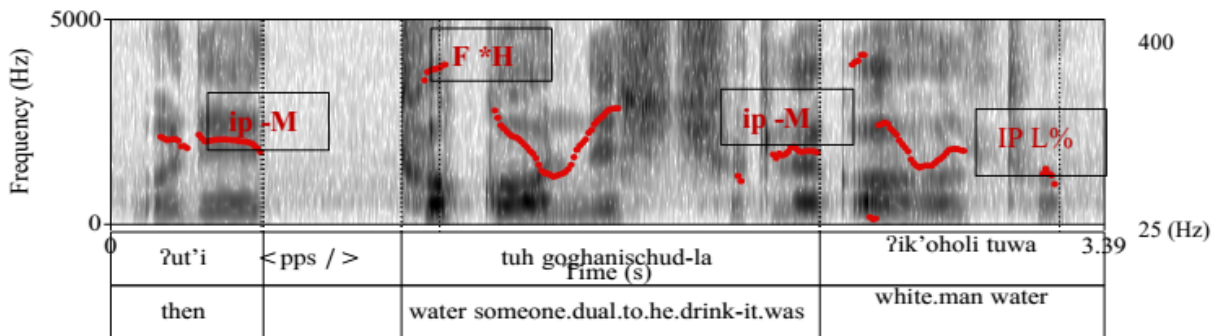 5000
400
F *H
ip -M
ip -M
IP L%
Frequency (Hz)
0
25 (Hz)
0
Time (s)
3.39
ʔut'i
<pps />
tuh goghanischud-la
ʔik'oholi tuwa
then
water someone.dual.to.he.drink-it.was
white.man water